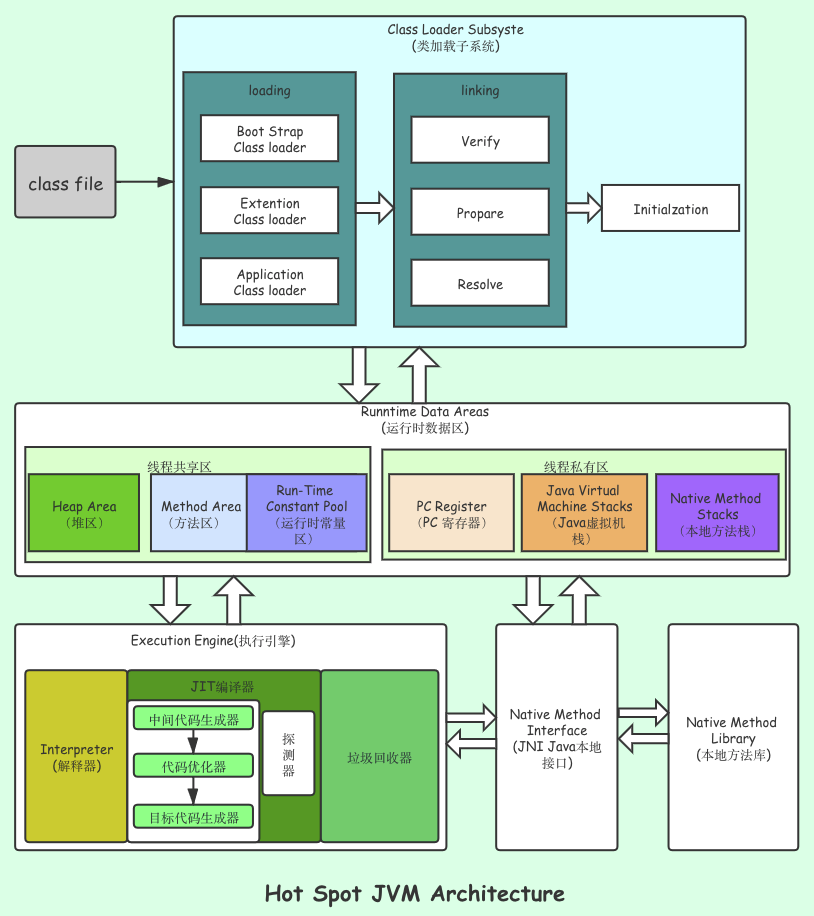 Class Loader Subsyste
(类加载子系统)
loading
Boot Strap
Class loader
Extention
Class loader
Application
Class loader
linking
Verify
Propare
Resolve
Initialzation
class file
Runntime Data Areas
(运行时数据区)
线程共享区
Heap Area
（堆区）
Method Area
（方法区）
Run-Time
Constant Pool
（运行时常量
区）
线程私有区
PC Register
（PC 寄存器）
Java Virtual
Machine Stacks
（Java虚拟机
栈）
Native Method
Stacks
（本地方法栈）
Execution Engine(执行引擎)
Interpreter
(解释器)
JIT编译器
中间代码生成器
代码优化器
目标代码生成器
探
测
器
垃圾回收器
Native Method
Interface
(JNI Java本地
接口)
Native Method
Library
(本地方法库)
Hot Spot JVM Architecture